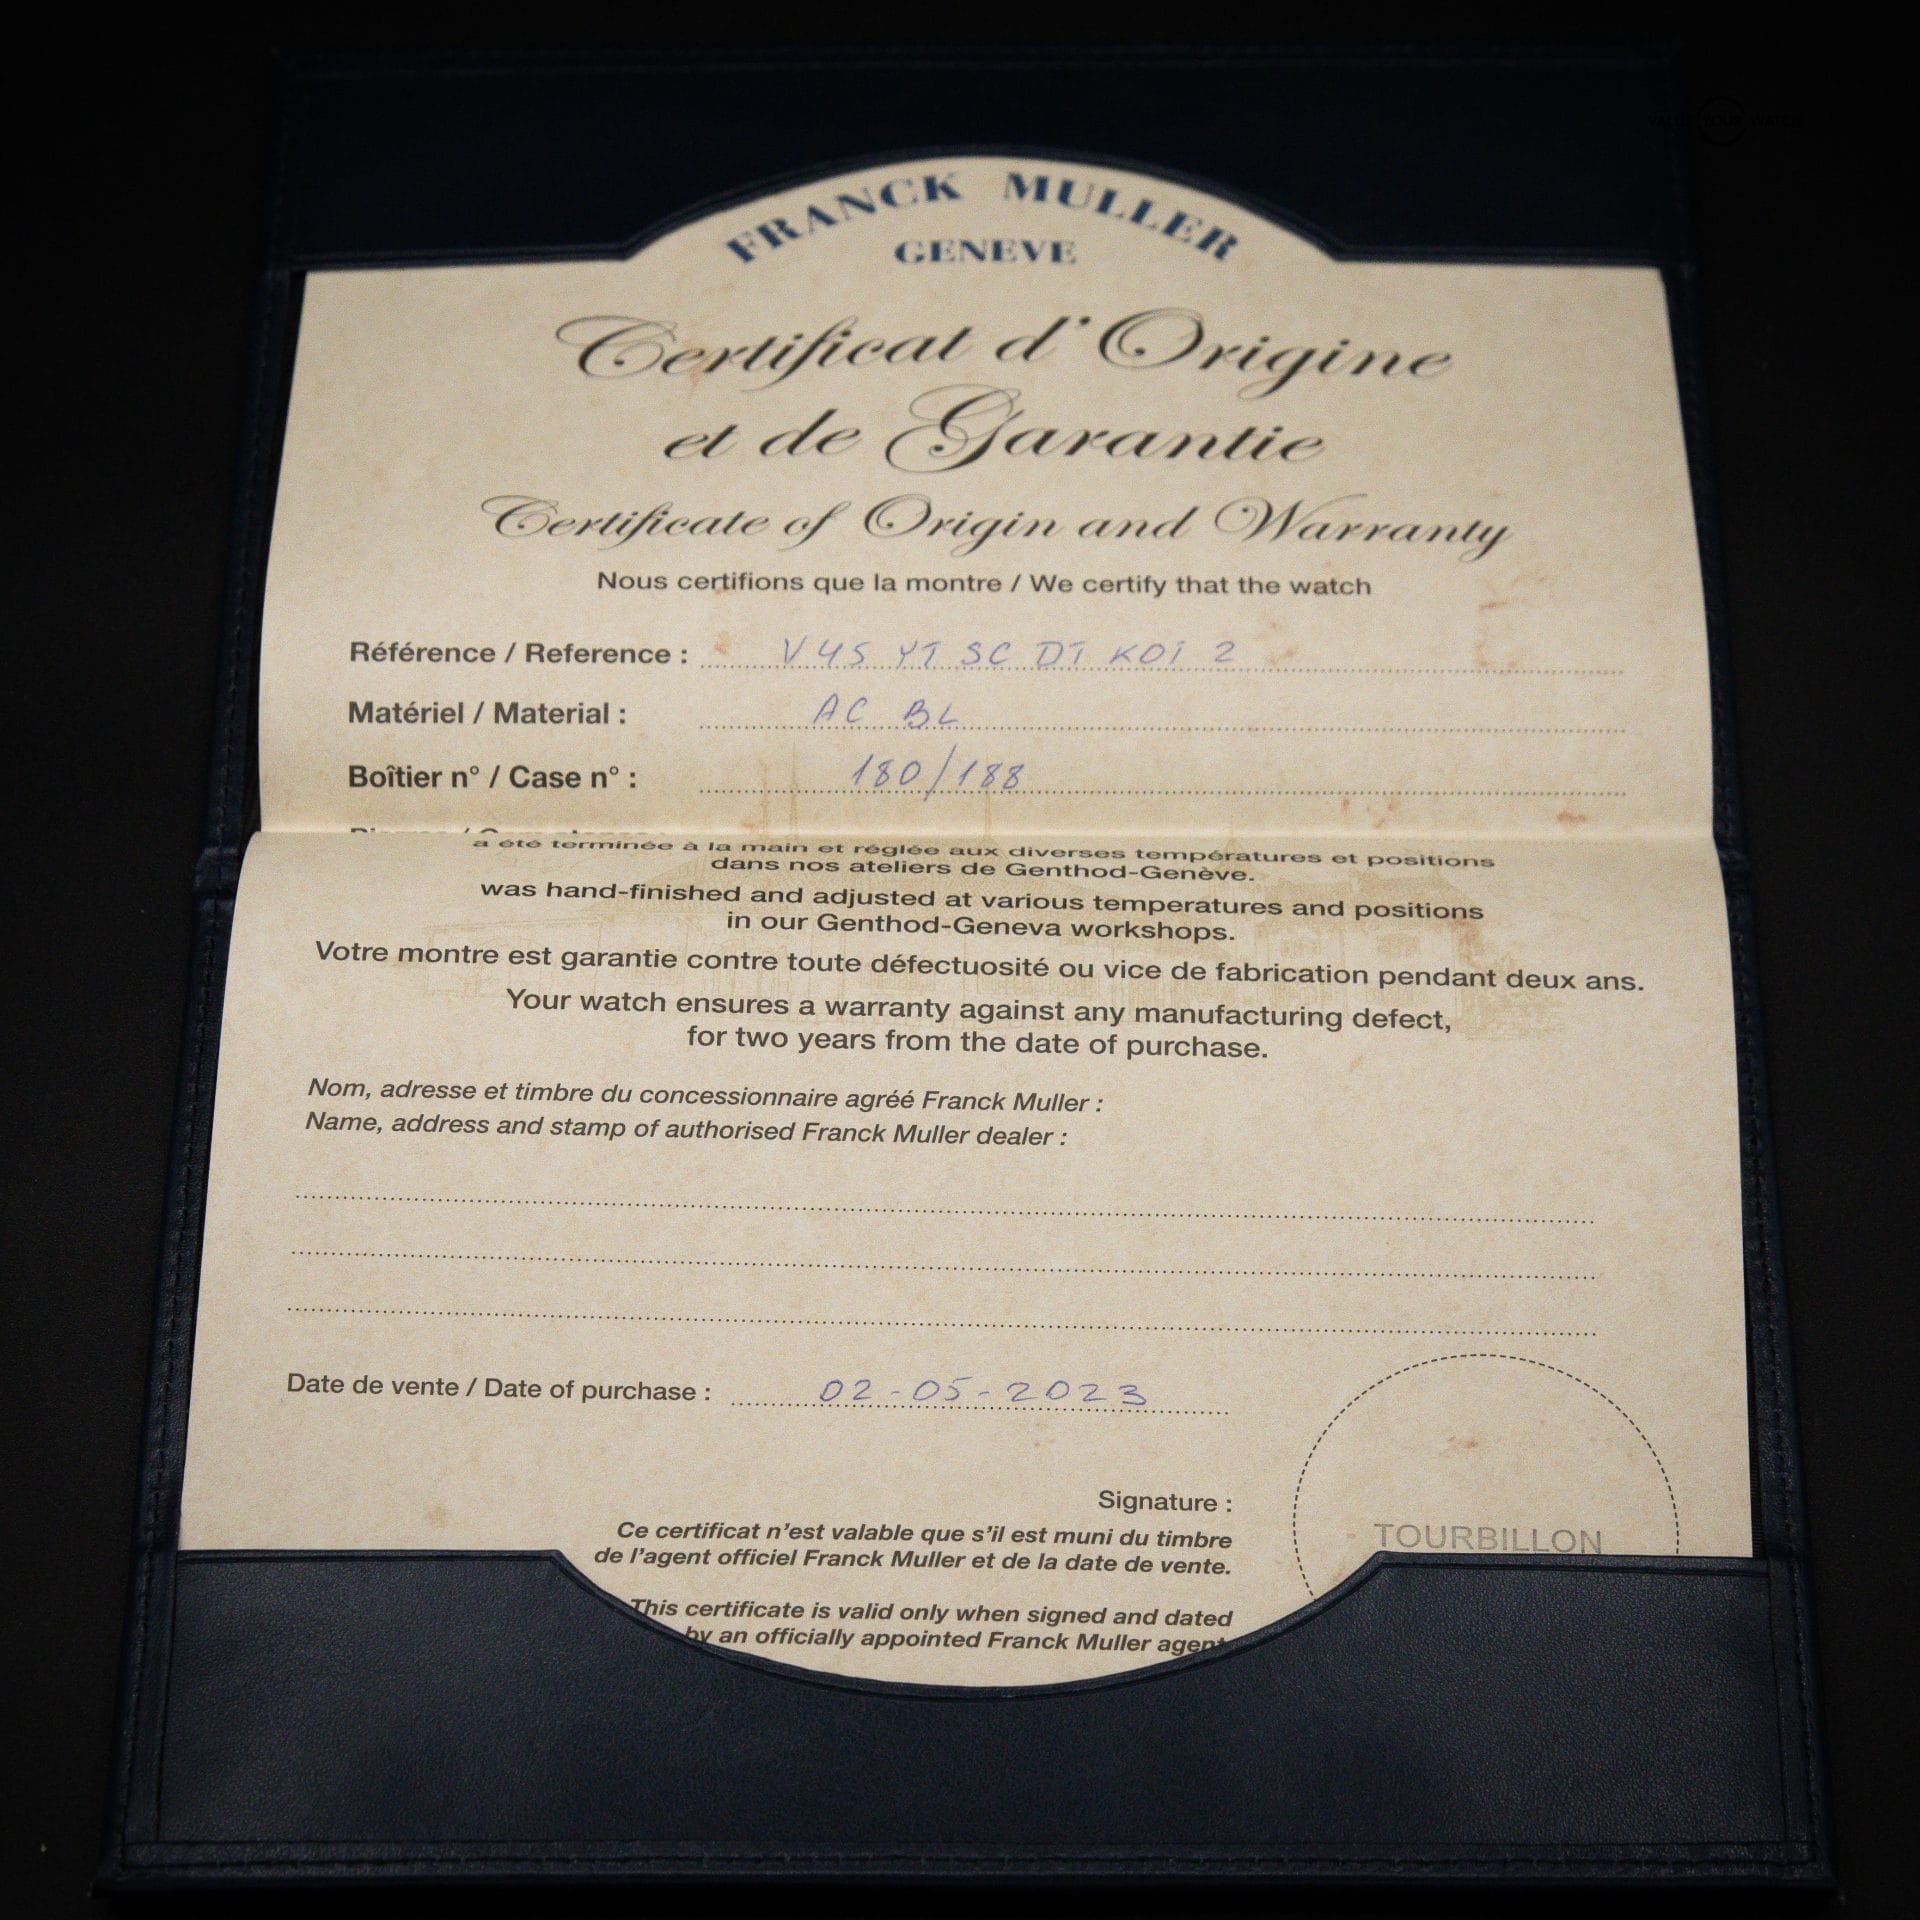 VALUE YOUR WATCH
FRANCK MULLER
GENEVE
Certificat d'Origine
et de Garantie
Certificate of Origin and Warranty
Nous certifions que la montre / We certify that the watch
Référence / Reference : V 45 YT SC DT KOI 2
Matériel / Material : AC BL
Boîtier n° / Case n° : 180/188
a été terminée à la main et réglée aux diverses températures et positions
dans nos ateliers de Genthod-Genève.
was hand-finished and adjusted at various temperatures and positions
in our Genthod-Geneva workshops.
Votre montre est garantie contre toute défectuosité ou vice de fabrication pendant deux ans.
Your watch ensures a warranty against any manufacturing defect,
for two years from the date of purchase.
Nom, adresse et timbre du concessionnaire agréé Franck Muller :
Name, address and stamp of authorised Franck Muller dealer :
Date de vente / Date of purchase : 02-05-2023
Signature :
Ce certificat n'est valable que s'il est muni du timbre
de l'agent officiel Franck Muller et de la date de vente.
TOURBILLON
This certificate is valid only when signed and dated
by an officially appointed Franck Muller agent